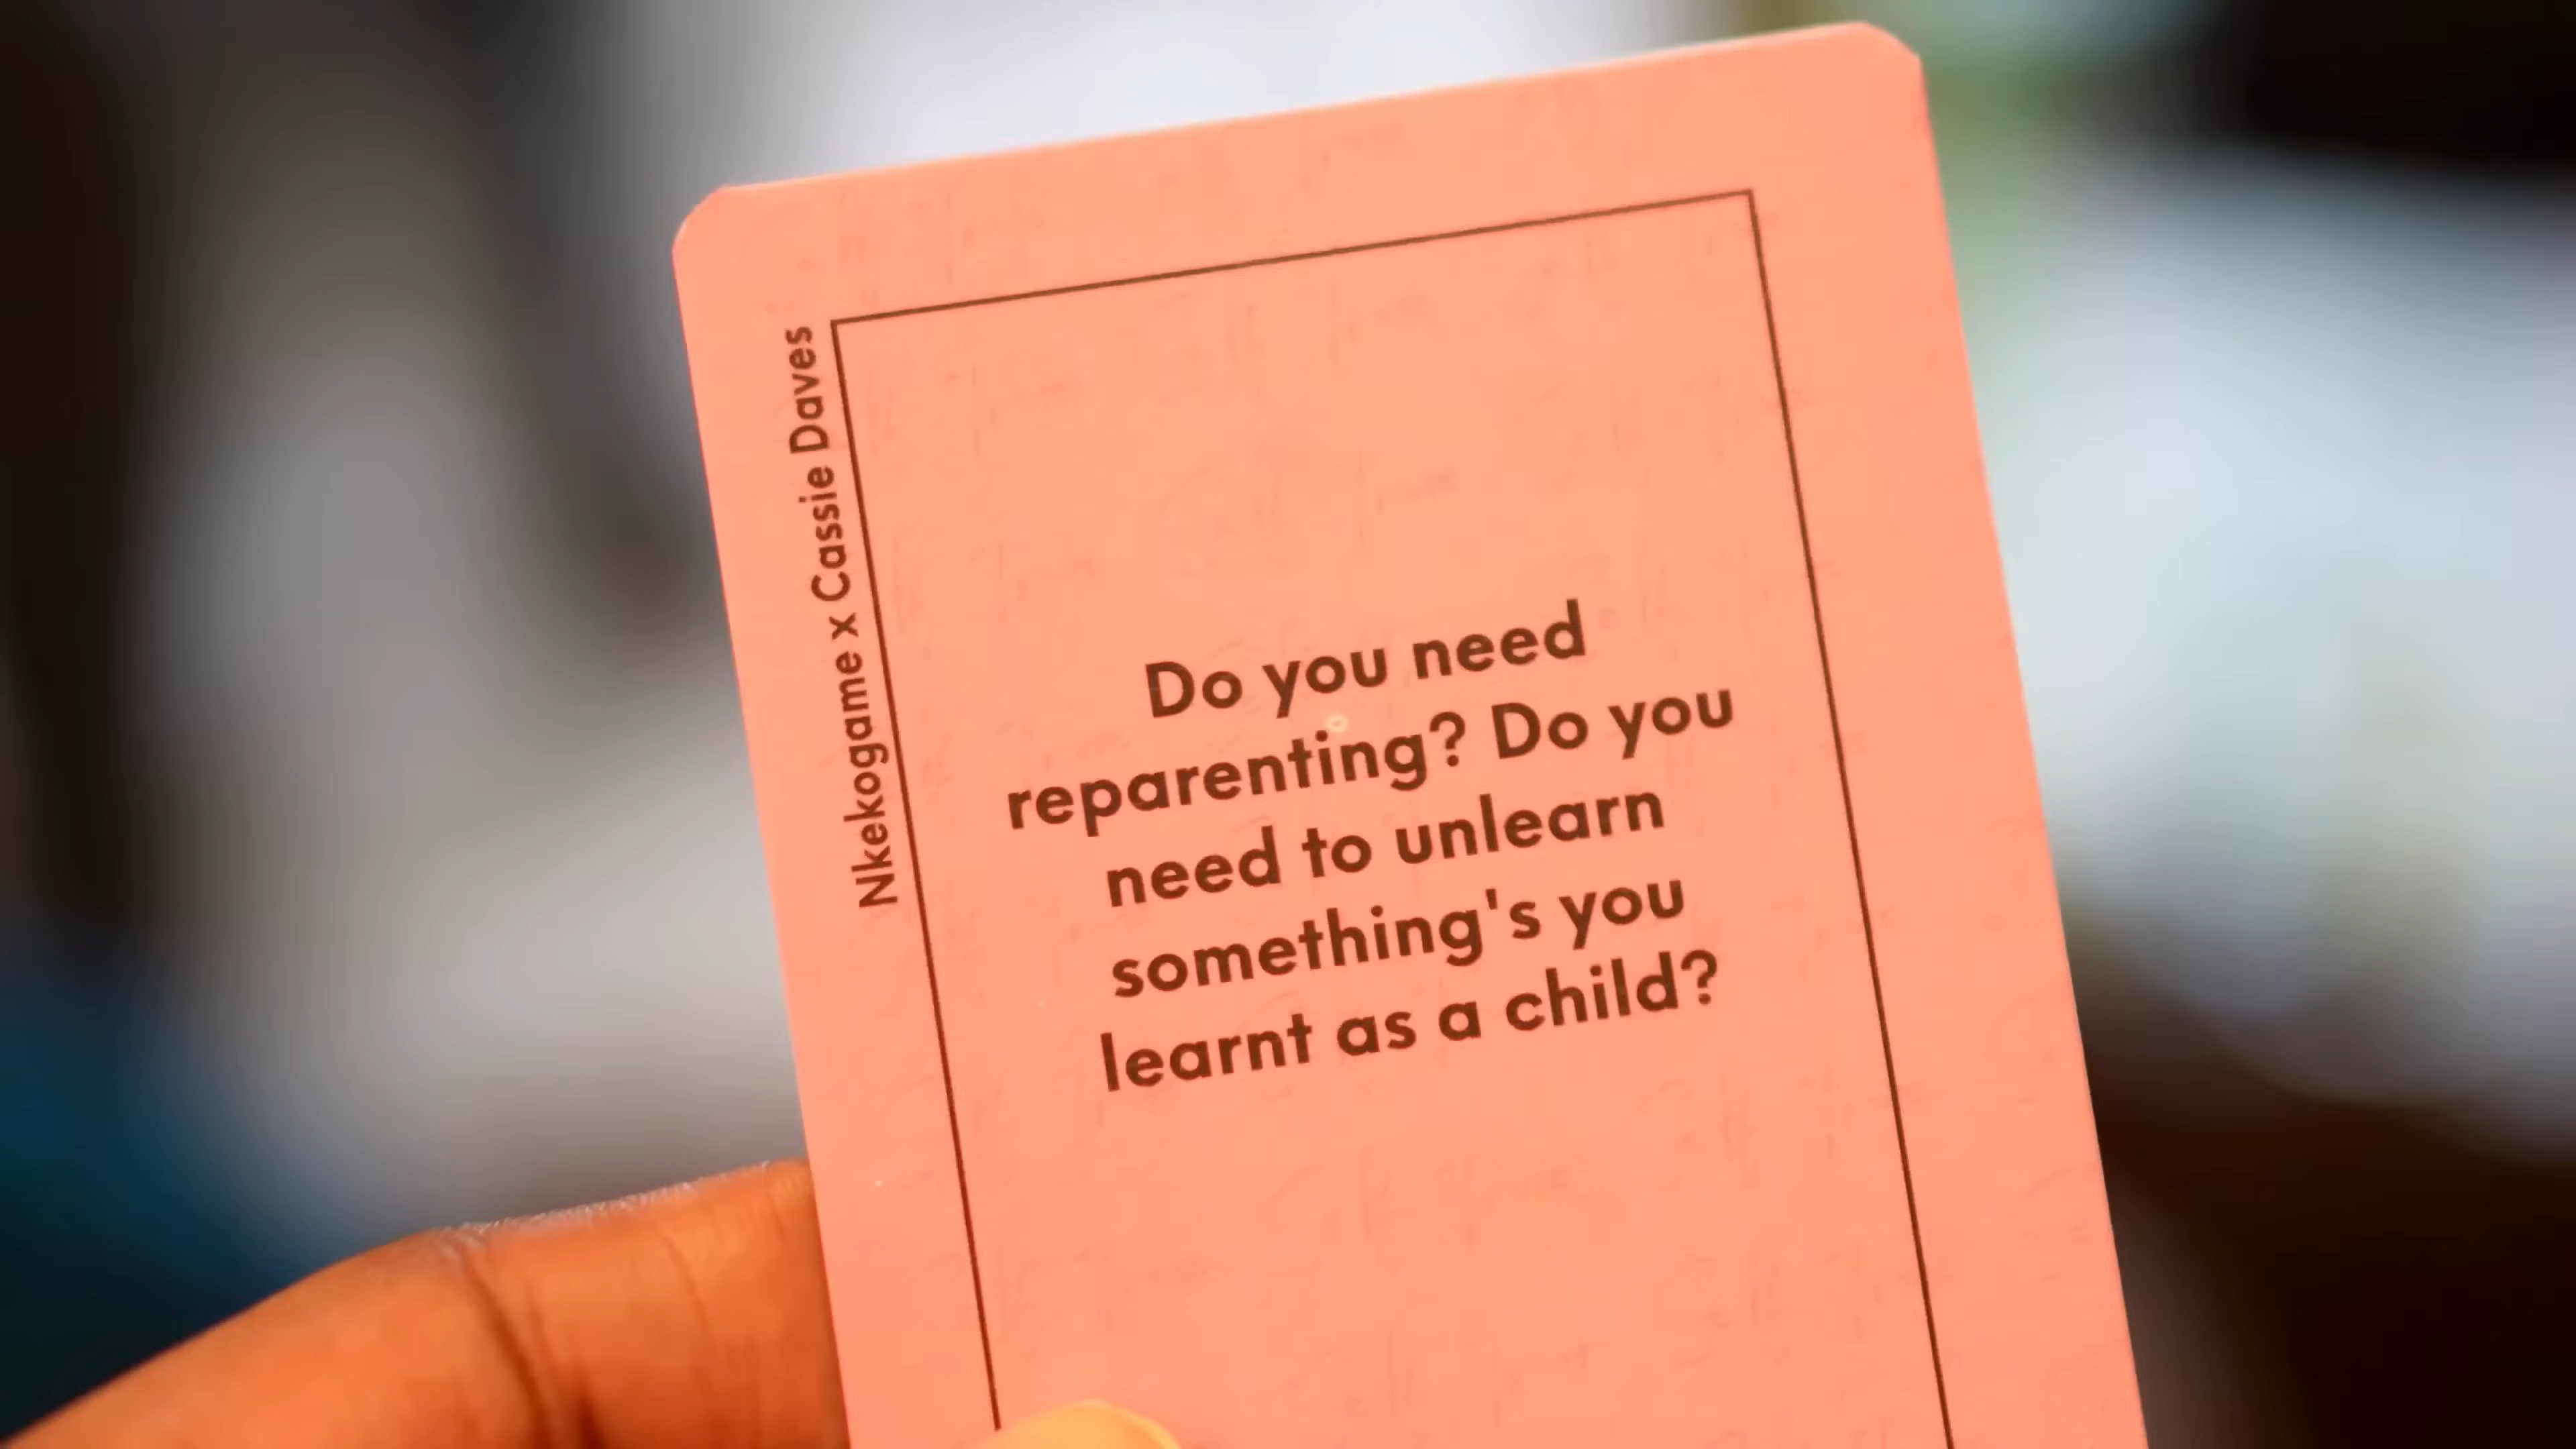 Nkekogame x Cassie Daves
Do you need
reparenting? Do you
need to unlearn
something's you
learnt as a child?